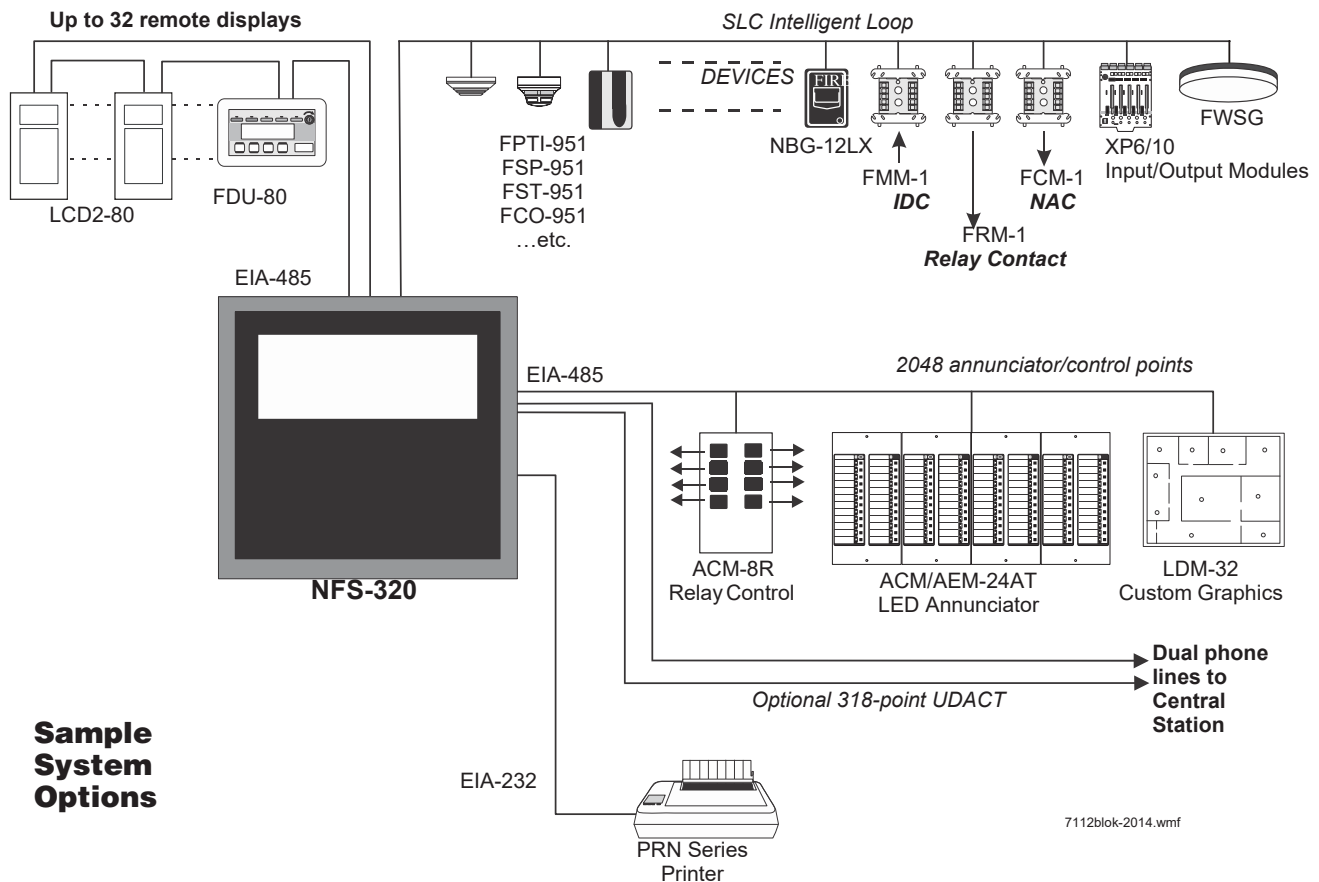 Up to 32 remote displays
SLC Intelligent Loop
DEVICES
FIR
FPTI-951
FSP-951
FST-951
FCO-951
…etc.
NBG-12LX
FMM-1
IDC
FRM-1
Relay Contact
FCM-1
NAC
XP6/10
Input/Output Modules
FWSG
LCD2-80
FDU-80
EIA-485
EIA-485
2048 annunciator/control points
NFS-320
ACM-8R
Relay Control
ACM/AEM-24AT
LED Annunciator
LDM-32
Custom Graphics
Dual phone
lines to
Central
Station
Optional 318-point UDACT
Sample
System
Options
EIA-232
PRN Series
Printer
7112blok-2014.wmf